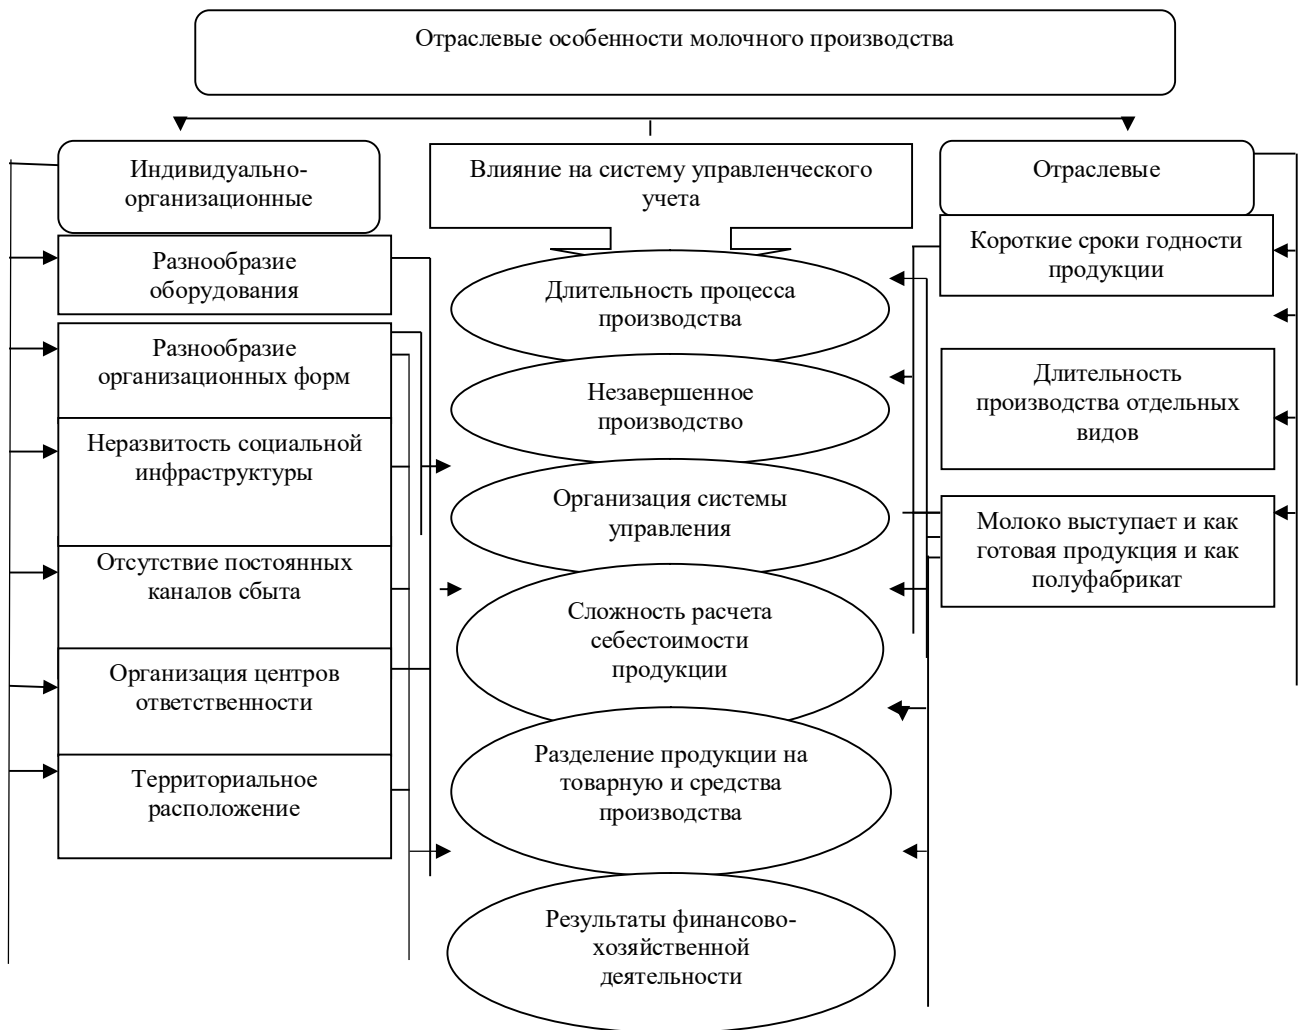 Отраслевые особенности молочного производства
Индивидуально-
организационные
Влияние на систему управленческого
учета
Отраслевые
Разнообразие
оборудования
Разнообразие
организационных форм
Неразвитость социальной
инфраструктуры
Отсутствие постоянных
каналов сбыта
Организация центров
ответственности
Территориальное
расположение
Длительность процесса
производства
Незавершенное
производство
Организация системы
управления
Сложность расчета
себестоимости
продукции
Разделение продукции на
товарную и средства
производства
Результаты финансово-
хозяйственной
деятельности
Короткие сроки годности
продукции
Длительность
производства отдельных
видов
Молоко выступает и как
готовая продукция и как
полуфабрикат